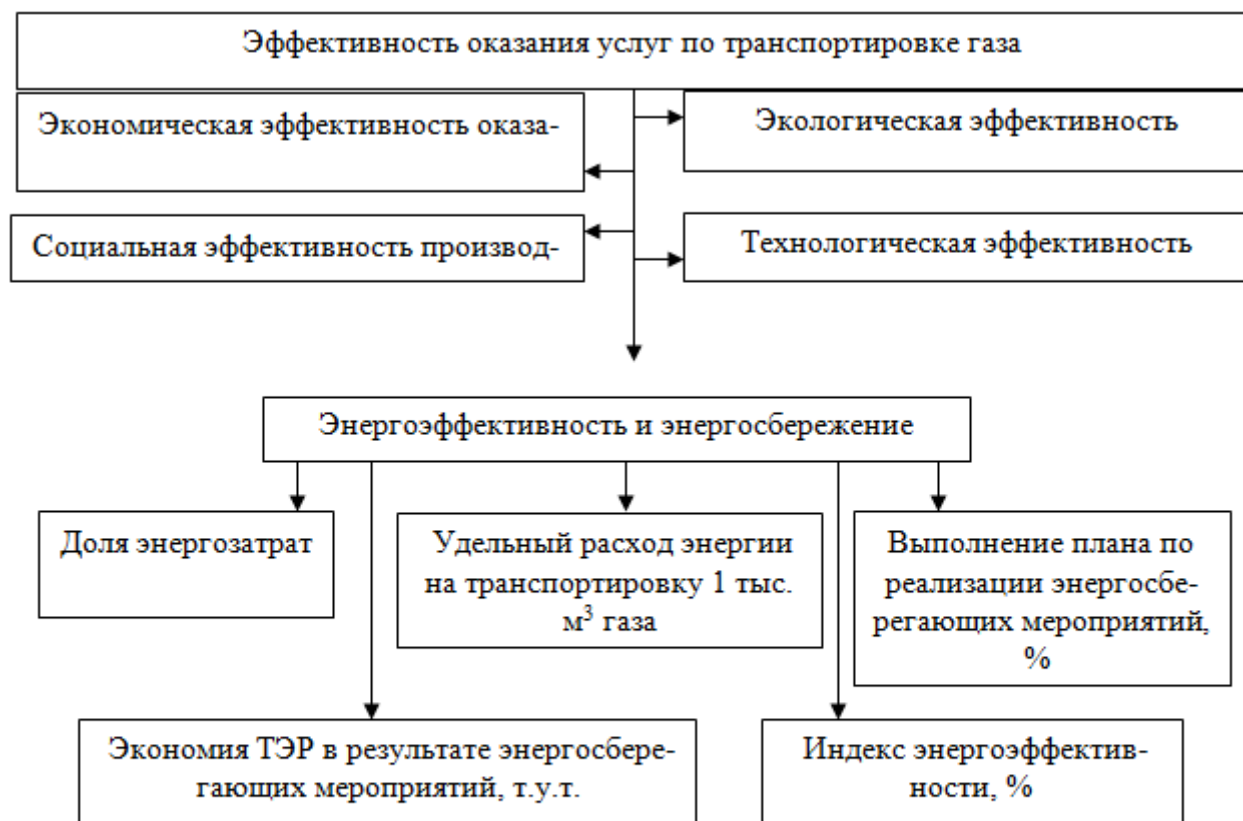 Эффективность оказания услуг по транспортировке газа
Экономическая эффективность оказа-
Экологическая эффективность
Социальная эффективность производ-
Технологическая эффективность
Энергоэффективность и энергосбережение
Доля энергозатрат
Удельный расход энергии
на транспортировку 1 тыс.
м³ газа
Выполнение плана по
реализации энергосбе-
регающих мероприятий,
%
Экономия ТЭР в результате энергосбере-
гающих мероприятий, т.у.т.
Индекс энергоэффектив-
ности, %